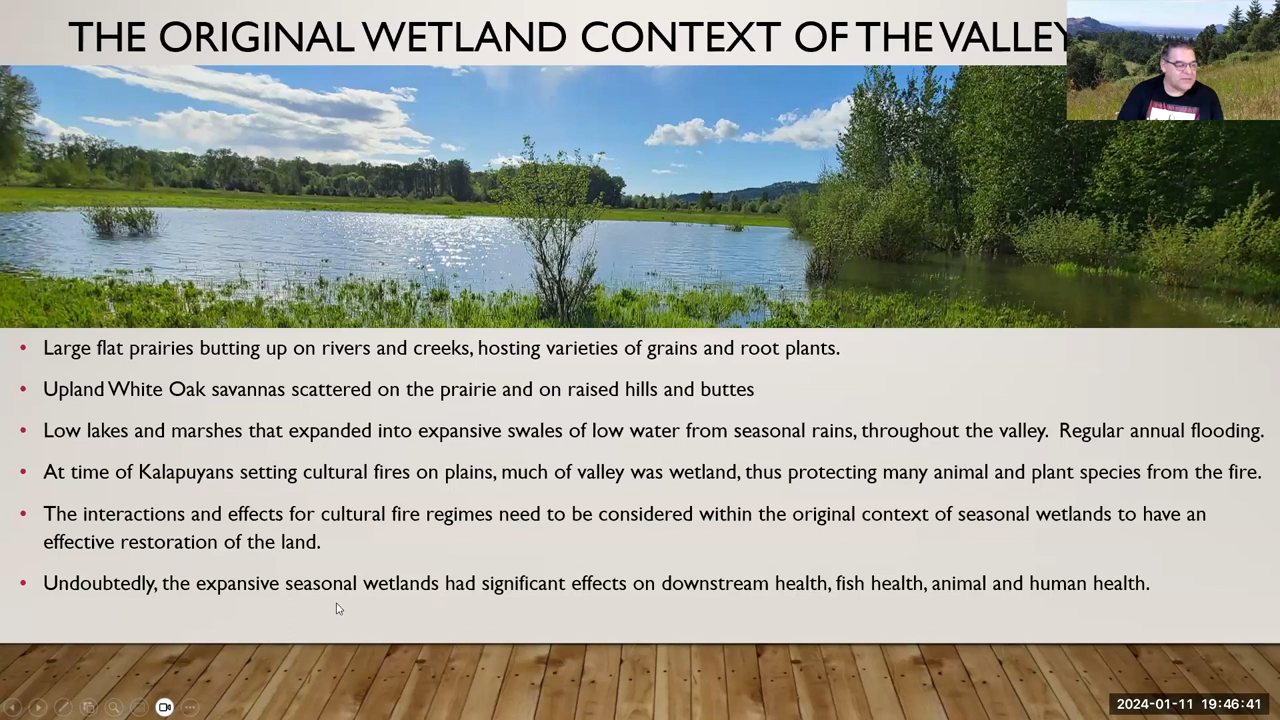 THE ORIGINAL WETLAND CONTEXT OF THE VALLEY
• Large flat prairies butting up on rivers and creeks, hosting varieties of grains and root plants.
• Upland White Oak savannas scattered on the prairie and on raised hills and buttes
• Low lakes and marshes that expanded into expansive swales of low water from seasonal rains, throughout the valley.  Regular annual flooding.
• At time of Kalapuyans setting cultural fires on plains, much of valley was wetland, thus protecting many animal and plant species from the fire.
• The interactions and effects for cultural fire regimes need to be considered within the original context of seasonal wetlands to have an
effective restoration of the land.
• Undoubtedly, the expansive seasonal wetlands had significant effects on downstream health, fish health, animal and human health.
2024-01-11 19:46:41